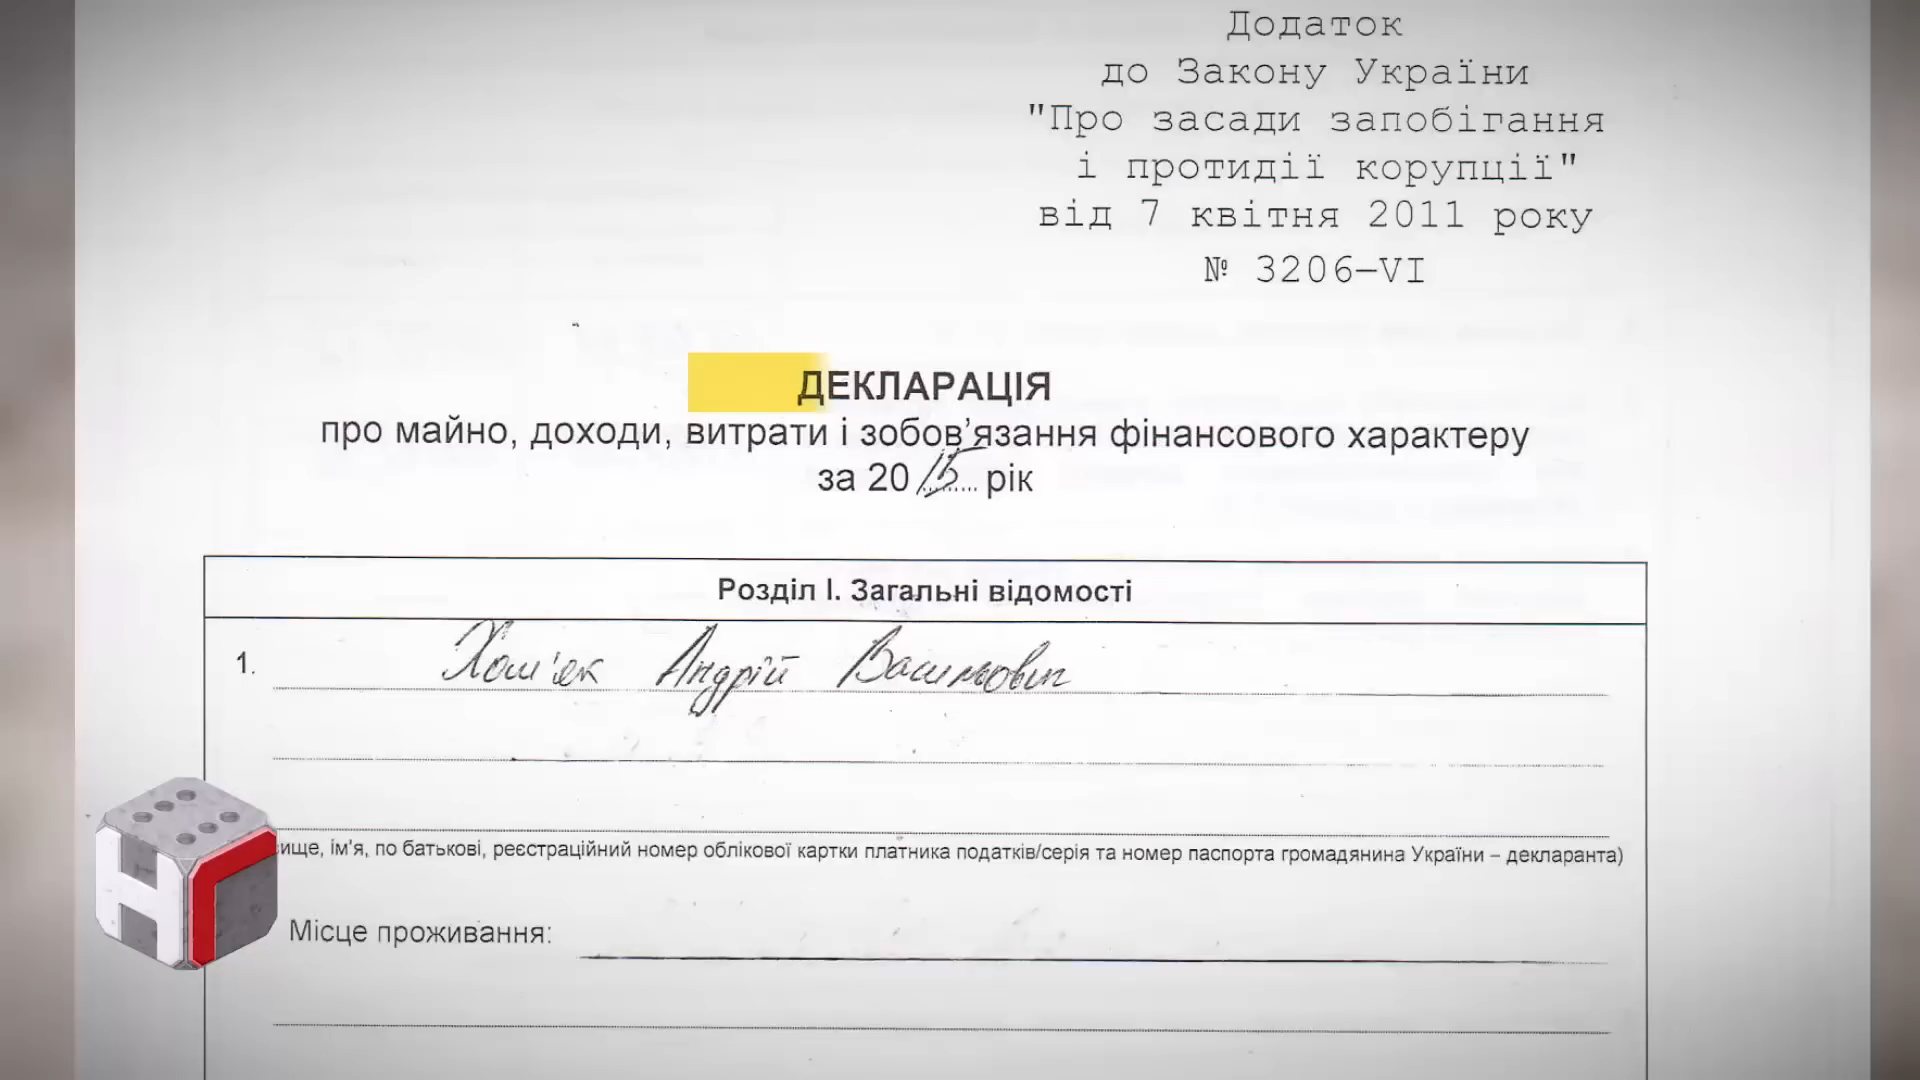 Додаток
до Закону України
"Про засади запобігання
і протидії корупції"
від 7 квітня 2011 року
№ 3206–VI
ДЕКЛАРАЦІЯ
про майно, доходи, витрати і зобов’язання фінансового характеру
за 20 15 рік
Розділ І. Загальні відомості
1. Хом'як Андрій Васильович
ище, ім'я, по батькові, реєстраційний номер облікової картки платника податків/серія та номер паспорта громадянина України – декларанта)
НГ
Місце проживання: